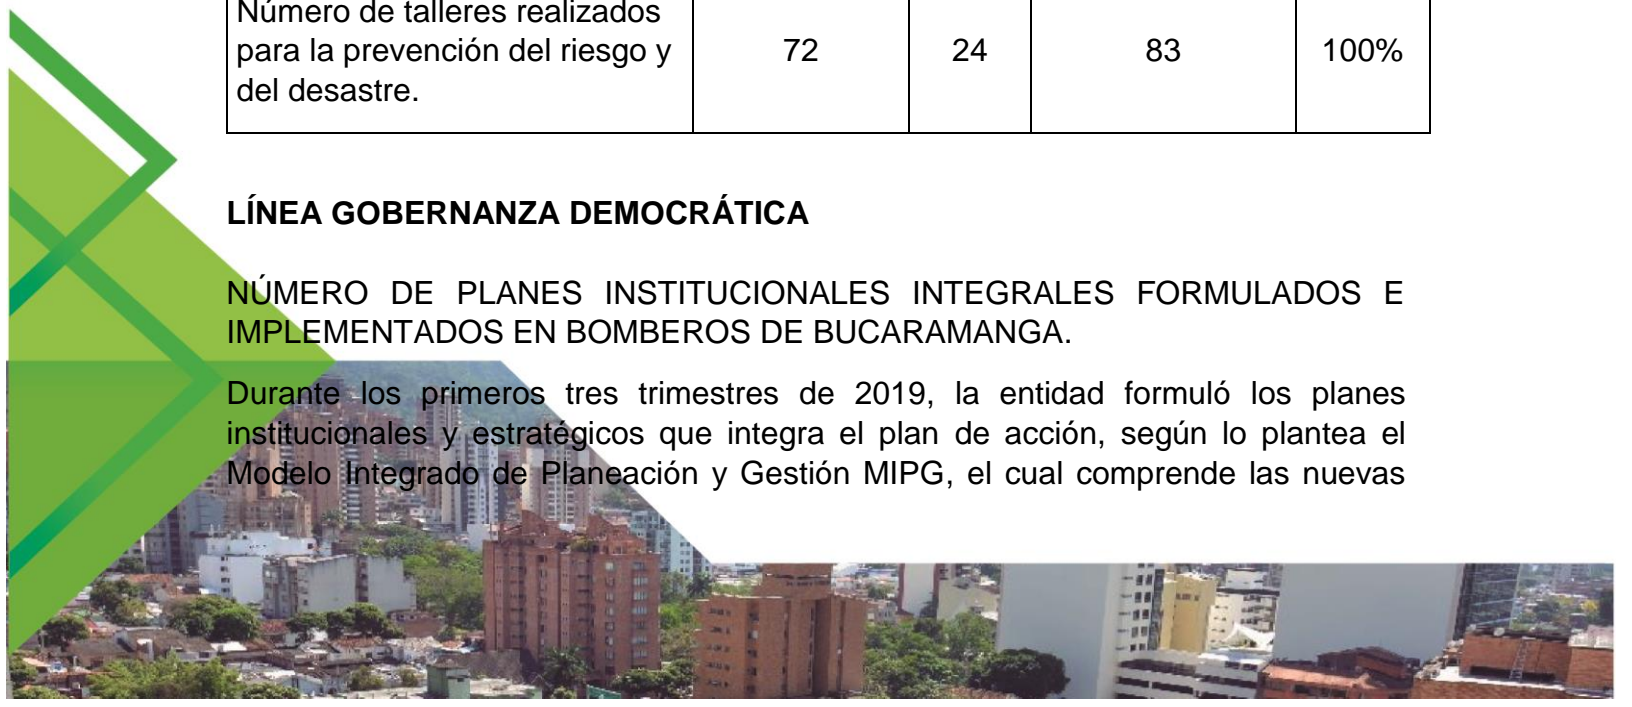 Número de talleres realizados
para la prevención del riesgo y
del desastre.
72 24 83 100%
LÍNEA GOBERNANZA DEMOCRÁTICA
NÚMERO DE PLANES INSTITUCIONALES INTEGRALES FORMULADOS E
IMPLEMENTADOS EN BOMBEROS DE BUCARAMANGA.
Durante los primeros tres trimestres de 2019, la entidad formuló los planes
institucionales y estratégicos que integra el plan de acción, según lo plantea el
Modelo Integrado de Planeación y Gestión MIPG, el cual comprende las nuevas